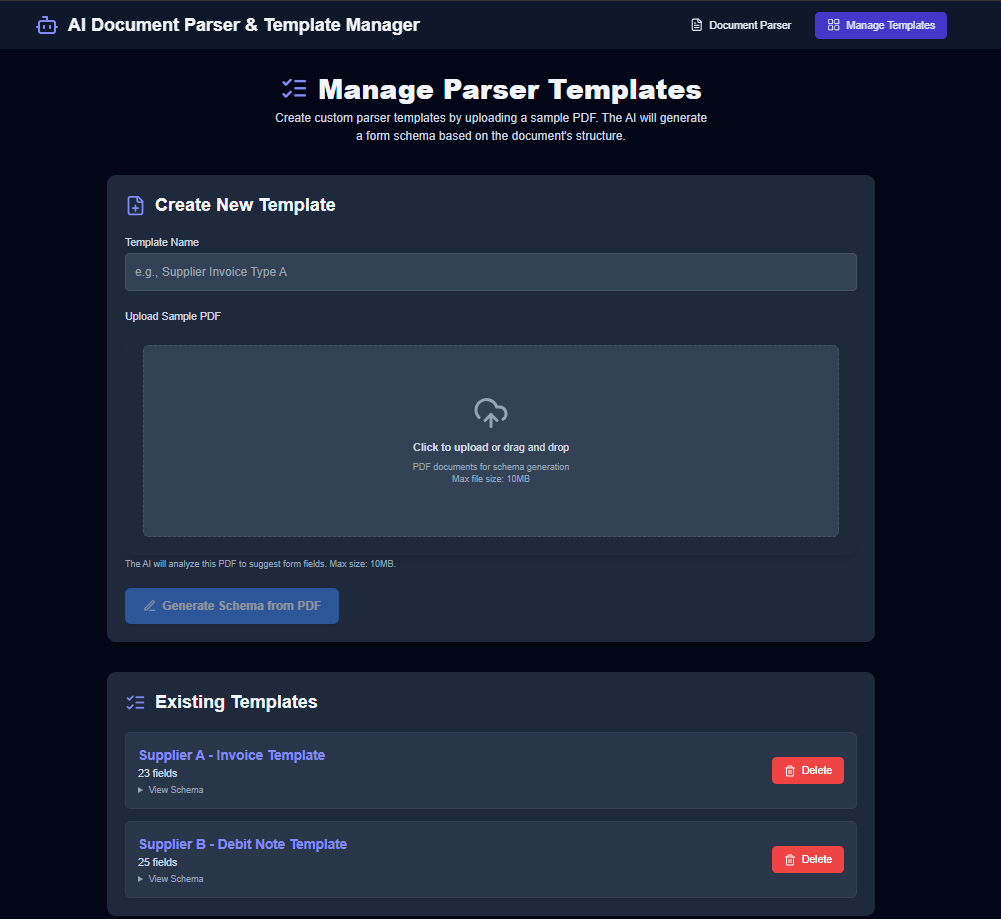 AI Document Parser & Template Manager
Document Parser
Manage Templates
Manage Parser Templates
Create custom parser templates by uploading a sample PDF. The AI will generate
a form schema based on the document's structure.
Create New Template
Template Name
e.g., Supplier Invoice Type A
Upload Sample PDF
Click to upload or drag and drop
PDF documents for schema generation
Max file size: 10MB
The AI will analyze this PDF to suggest form fields. Max size: 10MB.
Generate Schema from PDF
Existing Templates
Supplier A - Invoice Template
23 fields
View Schema
Delete
Supplier B - Debit Note Template
25 fields
View Schema
Delete